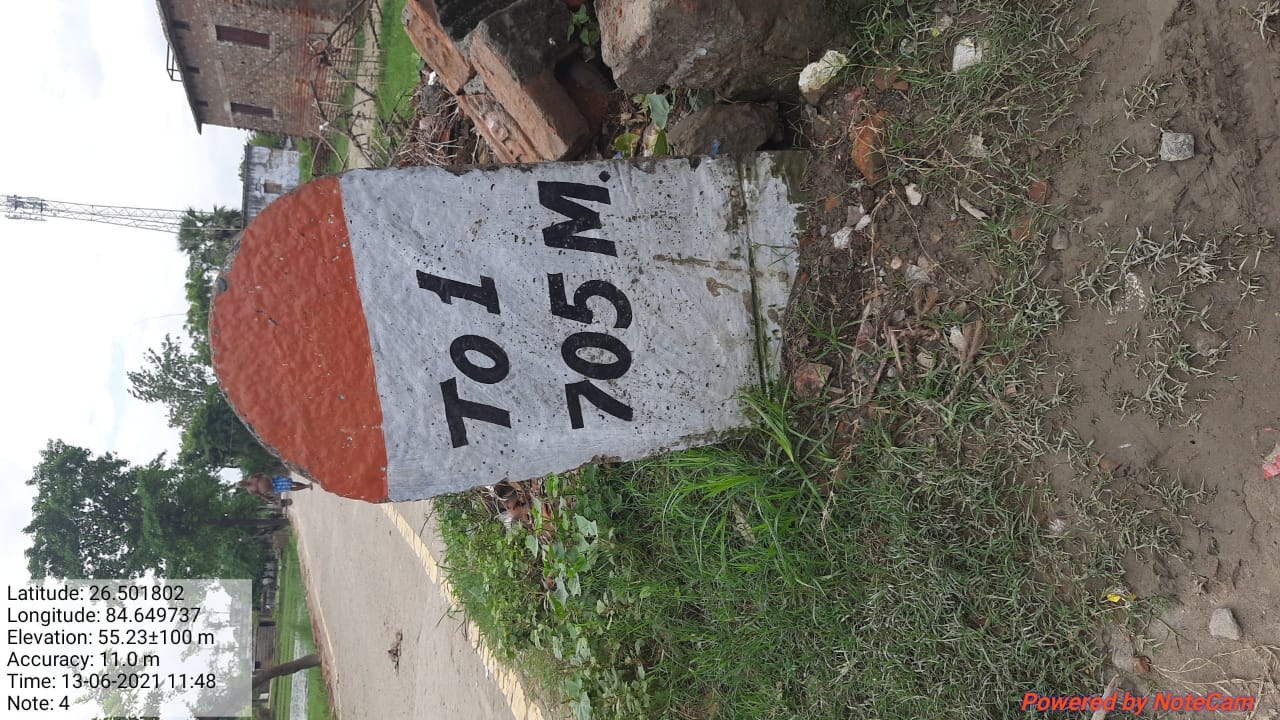 To 1
705 M.
Latitude: 26.501802
Longitude: 84.649737
Elevation: 55.23±100 m
Accuracy: 11.0 m
Time: 13-06-2021 11:48
Note: 4
Powered by NoteCam